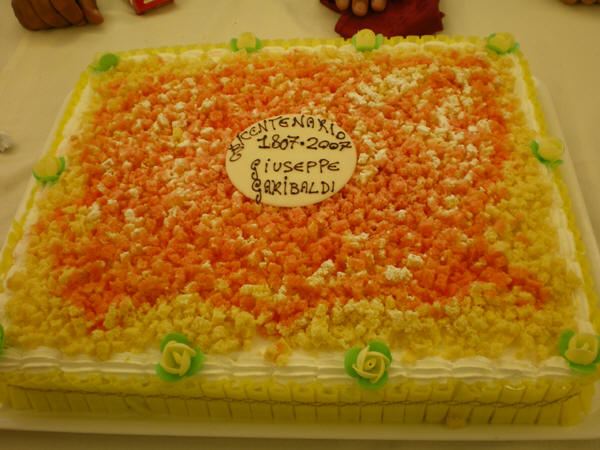 BICENTENARIO
1807·2007
GIUSEPPE
GARIBALDI